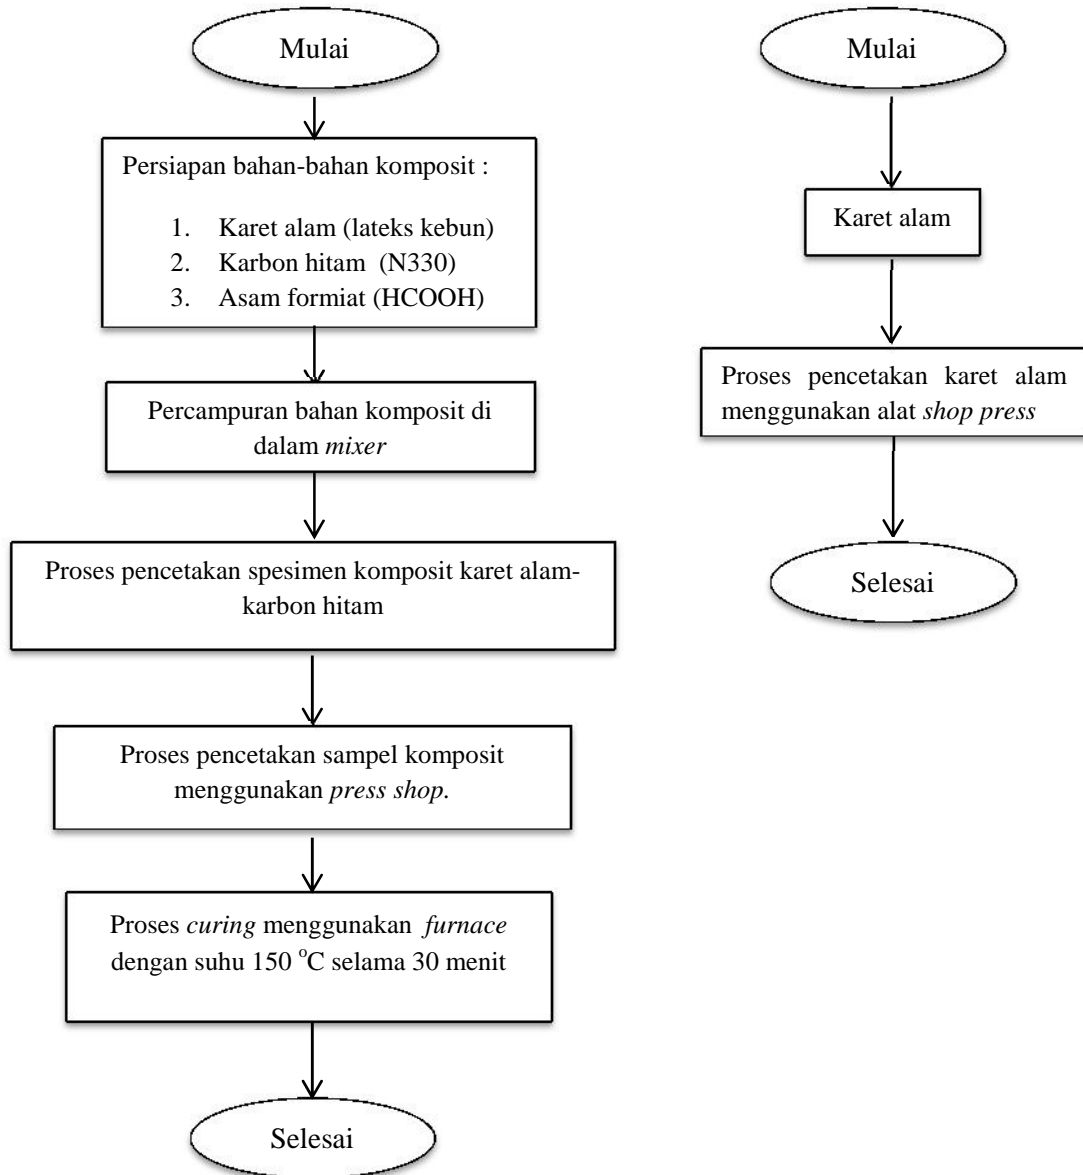 Mulai
Persiapan bahan-bahan komposit :
1. Karet alam (lateks kebun)
2. Karbon hitam (N330)
3. Asam formiat (HCOOH)
Percampuran bahan komposit di
dalam mixer
Proses pencetakan spesimen komposit karet alam-
karbon hitam
Proses pencetakan sampel komposit
menggunakan press shop.
Proses curing menggunakan furnace
dengan suhu 150 °C selama 30 menit
Selesai
Mulai
Karet alam
Proses pencetakan karet alam
menggunakan alat shop press
Selesai